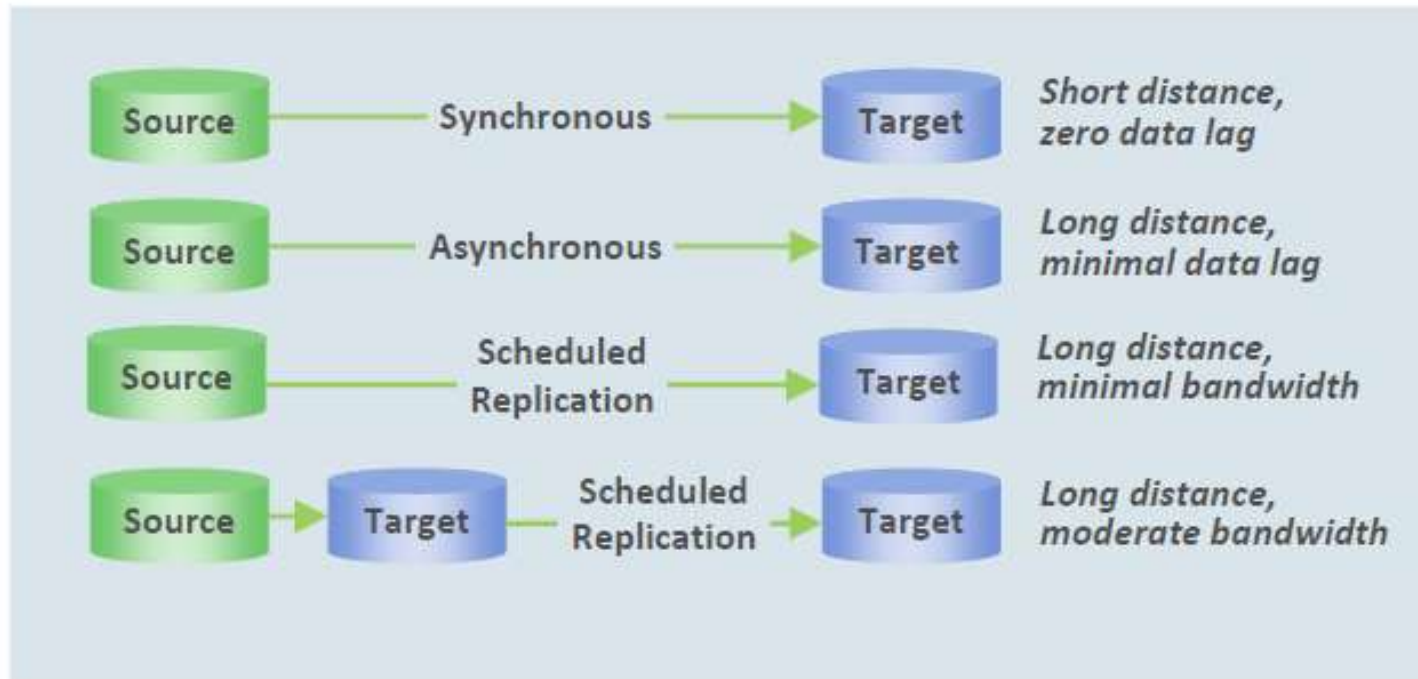 Source
Synchronous
Target
Short distance,
zero data lag
Source
Asynchronous
Target
Long distance,
minimal data lag
Source
Scheduled
Replication
Target
Long distance,
minimal bandwidth
Source
Target
Scheduled
Replication
Target
Long distance,
moderate bandwidth